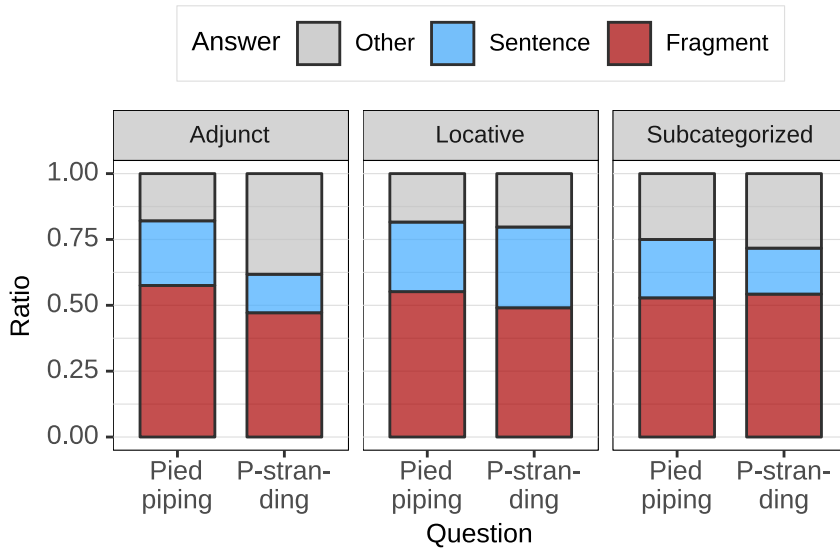 Answer Other Sentence Fragment
Adjunct Locative Subcategorized
1.00
0.75
0.50
0.25
0.00
Ratio
Pied piping P-stran-ding Pied piping P-stran-ding Pied piping P-stran-ding
Question